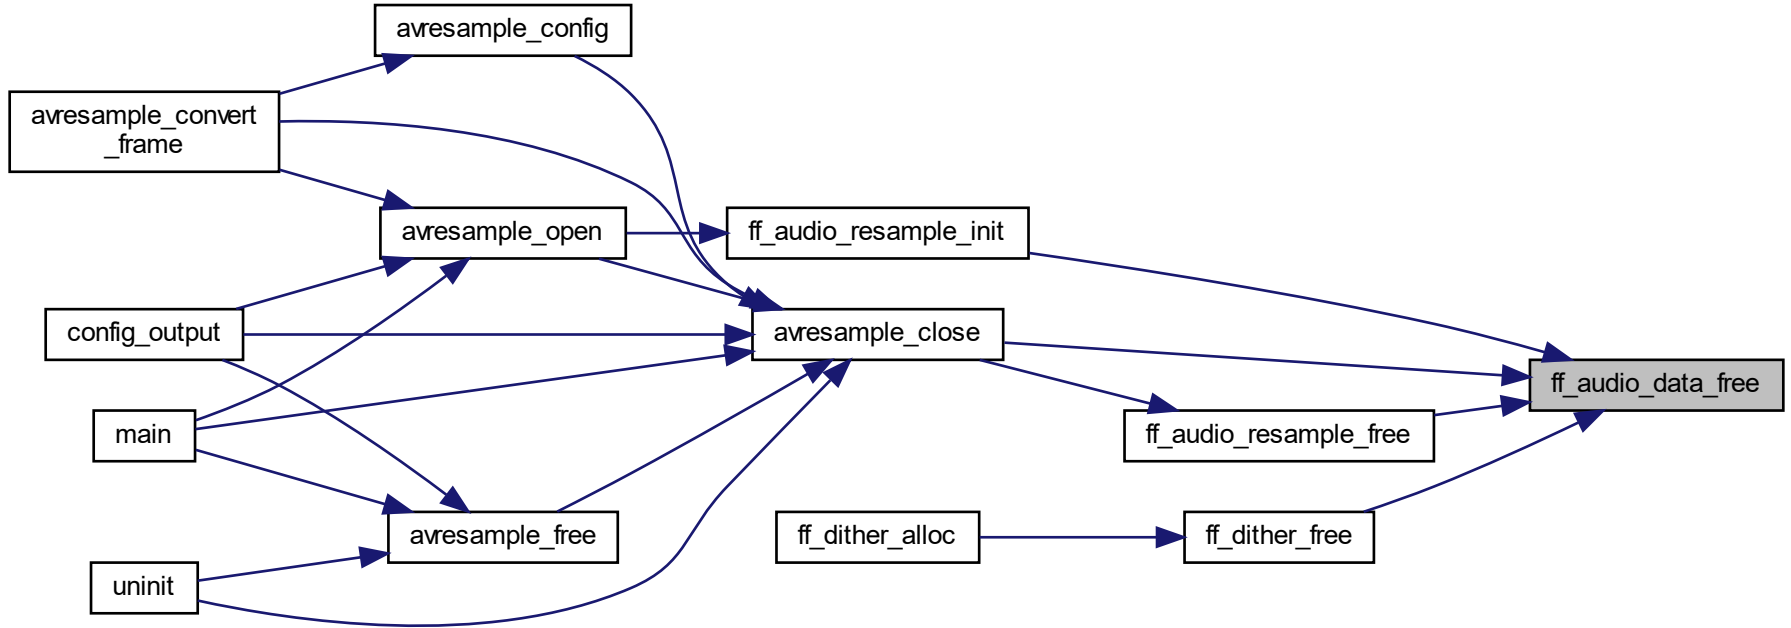 avresample_config
avresample_convert
_frame
avresample_open
ff_audio_resample_init
config_output
avresample_close
ff_audio_data_free
main
ff_audio_resample_free
avresample_free
ff_dither_alloc
ff_dither_free
uninit